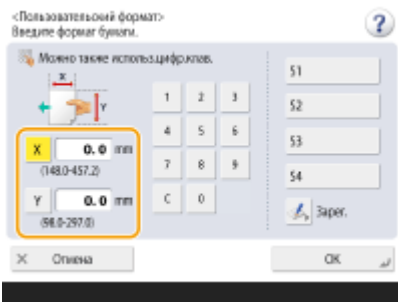 <Пользовательский формат>
Введите формат бумаги.
?
Можно также использ.цифр.клав.
X
Y
X 0. 0 mm
(148.0-457.2)
Y 0. 0 mm
(98.0-297.0)
1 2 3
4 5 6
7 8 9
C 0
S1
S2
S3
S4
Зарег.
Отмена
OK